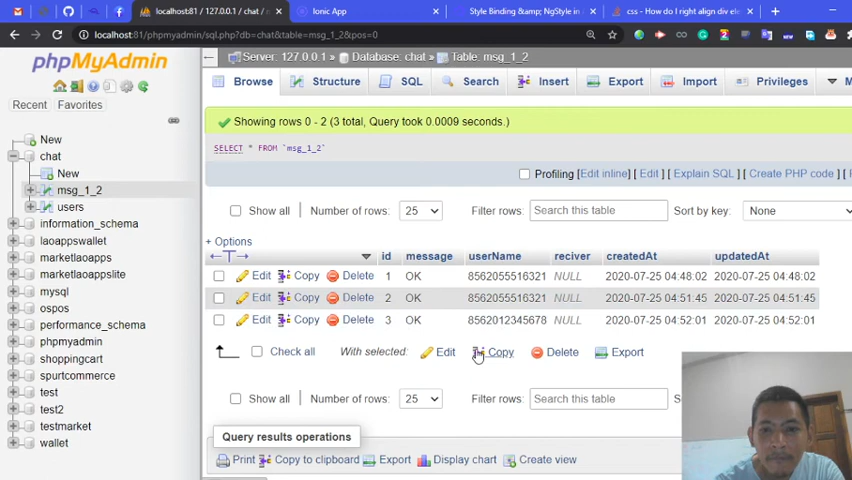 localhost:81 / 127.0.0.1 / chat / Ionic App Style Binding &amp; NgStyle in css - How do I right align div ele
localhost:81/phpmyadmin/sql.php?db=chat&table=msg_1_2&pos=0
phpMyAdmin
Recent Favorites
New
chat
New
msg_1_2
users
information_schema
laoappswallet
marketlaoapps
marketlaoappslite
mysql
ospos
performance_schema
phpmyadmin
shoppingcart
spurtcommerce
test
test2
testmarket
wallet
Server: 127.0.0.1 » Database: chat » Table: msg_1_2
Browse Structure SQL Search Insert Export Import Privileges
Showing rows 0 - 2 (3 total, Query took 0.0009 seconds.)
SELECT * FROM `msg_1_2`
Profiling [Edit inline] [ Edit ] [ Explain SQL ] [ Create PHP code ] [
Show all Number of rows: 25 Filter rows: Search this table Sort by key: None
+ Options
←T→ id message userName reciver createdAt updatedAt
Edit Copy Delete 1 OK 8562055516321 NULL 2020-07-25 04:48:02 2020-07-25 04:48:02
Edit Copy Delete 2 OK 8562055516321 NULL 2020-07-25 04:51:45 2020-07-25 04:51:45
Edit Copy Delete 3 OK 8562012345678 NULL 2020-07-25 04:52:01 2020-07-25 04:52:01
Check all With selected: Edit Copy Delete Export
Show all Number of rows: 25 Filter rows: Search this table S
Query results operations
Print Copy to clipboard Export Display chart Create view